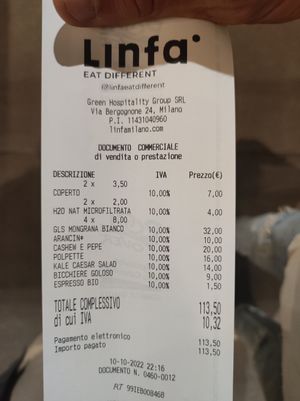 Linfa
EAT DIFFERENT
@linfaeatdifferent
Green Hospitality Group SRL
Via Bergognone 24, Milano
P.I. 11431040960
linfamilano.com
DOCUMENTO COMMERCIALE
di vendita o prestazione
DESCRIZIONE IVA Prezzo(€)
2 x 3,50
COPERTO 10,00% 7,00
2 x 2,00
H2O NAT MICROFILTRATA 10,00% 4,00
4 x 8,00
GLS MONGRANA BIANCO 10,00% 32,00
ARANCIN* 10,00% 10,00
CASHEW E PEPE 10,00% 20,00
POLPETTE 10,00% 16,00
KALE CAESAR SALAD 10,00% 14,00
BICCHIERE GOLOSO 10,00% 9,00
ESPRESSO BIO 10,00% 1,50
TOTALE COMPLESSIVO 113,50
di cui IVA 10,32
Pagamento elettronico 113,50
Importo pagato 113,50
10-10-2022 22:16
DOCUMENTO N. 0460-0012
RT 99IEB008468